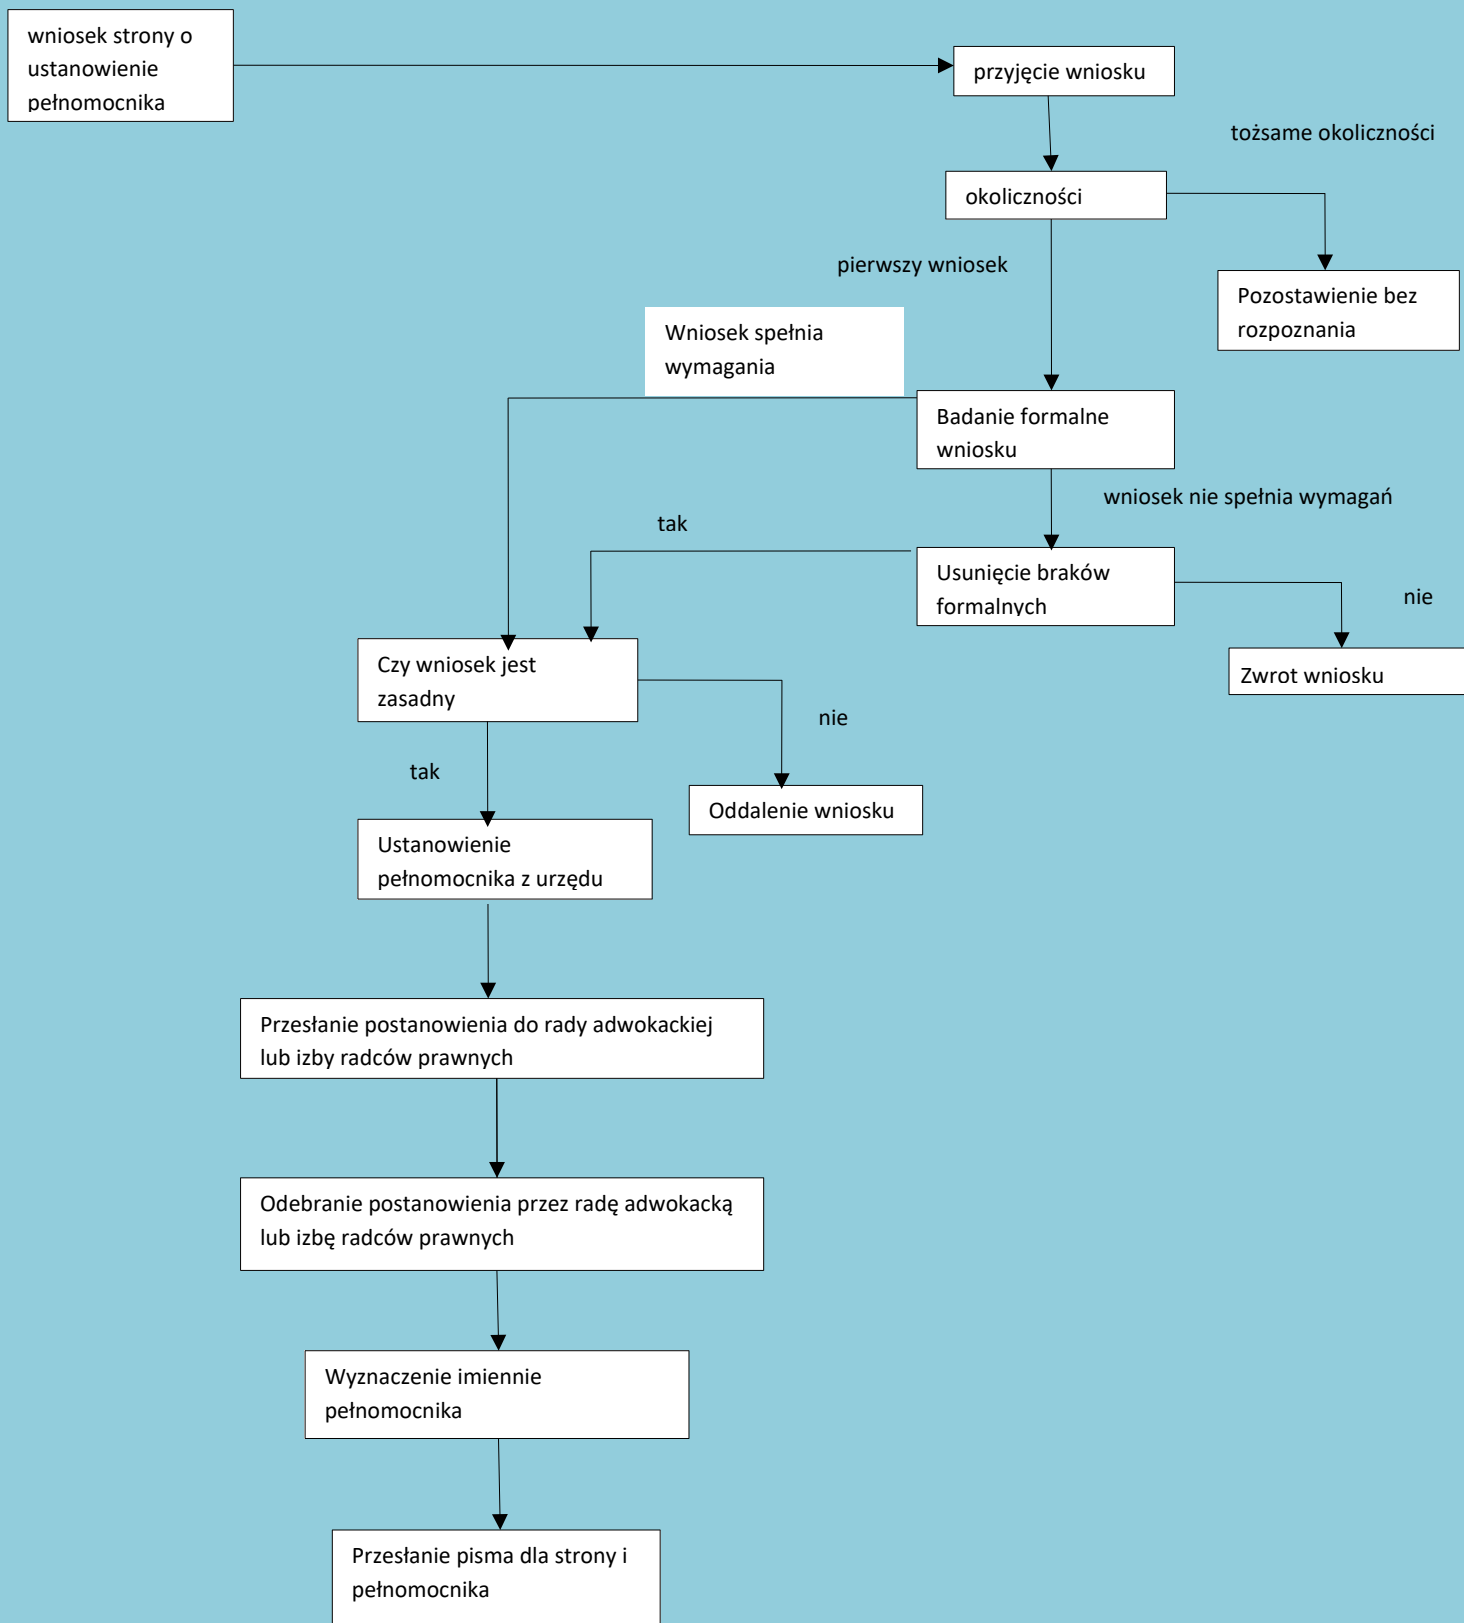 wniosek strony o
ustanowienie
pełnomocnika
przyjęcie wniosku
tożsame okoliczności
okoliczności
pierwszy wniosek
Pozostawienie bez
rozpoznania
Wniosek spełnia
wymagania
Badanie formalne
wniosku
wniosek nie spełnia wymagań
tak
Usunięcie braków
formalnych
nie
Czy wniosek jest
zasadny
Zwrot wniosku
nie
tak
Oddalenie wniosku
Ustanowienie
pełnomocnika z urzędu
Przesłanie postanowienia do rady adwokackiej
lub izby radców prawnych
Odebranie postanowienia przez radę adwokacką
lub izbę radców prawnych
Wyznaczenie imiennie
pełnomocnika
Przesłanie pisma dla strony i
pełnomocnika